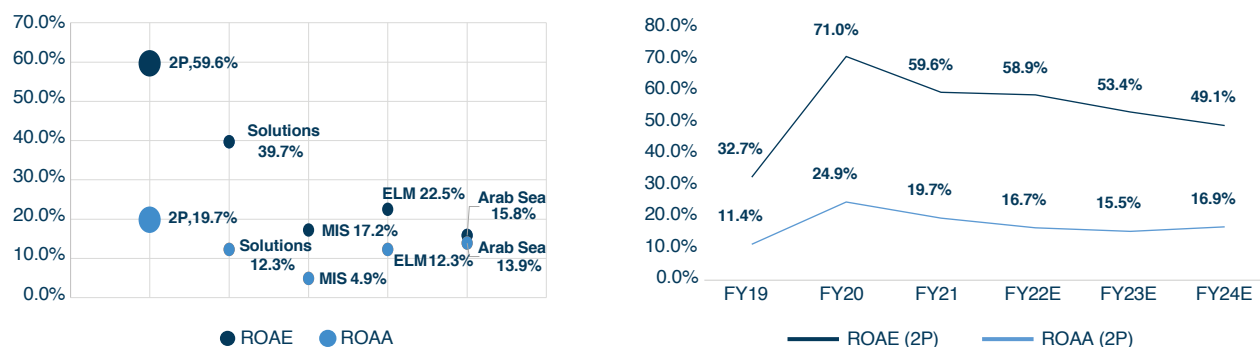 70.0%
60.0%
50.0%
40.0%
30.0%
20.0%
10.0%
0.0%
2P,59.6%
Solutions
39.7%
ELM 22.5%
Arab Sea
15.8%
2P,19.7%
MIS 17.2%
Solutions
12.3%
ELM12.3%
Arab Sea
13.9%
MIS 4.9%
ROAE
ROAA
80.0%
70.0%
60.0%
50.0%
40.0%
30.0%
20.0%
10.0%
0.0%
32.7%
71.0%
59.6%
58.9%
53.4%
49.1%
11.4%
24.9%
19.7%
16.7%
15.5%
16.9%
FY19
FY20
FY21
FY22E
FY23E
FY24E
ROAE (2P)
ROAA (2P)